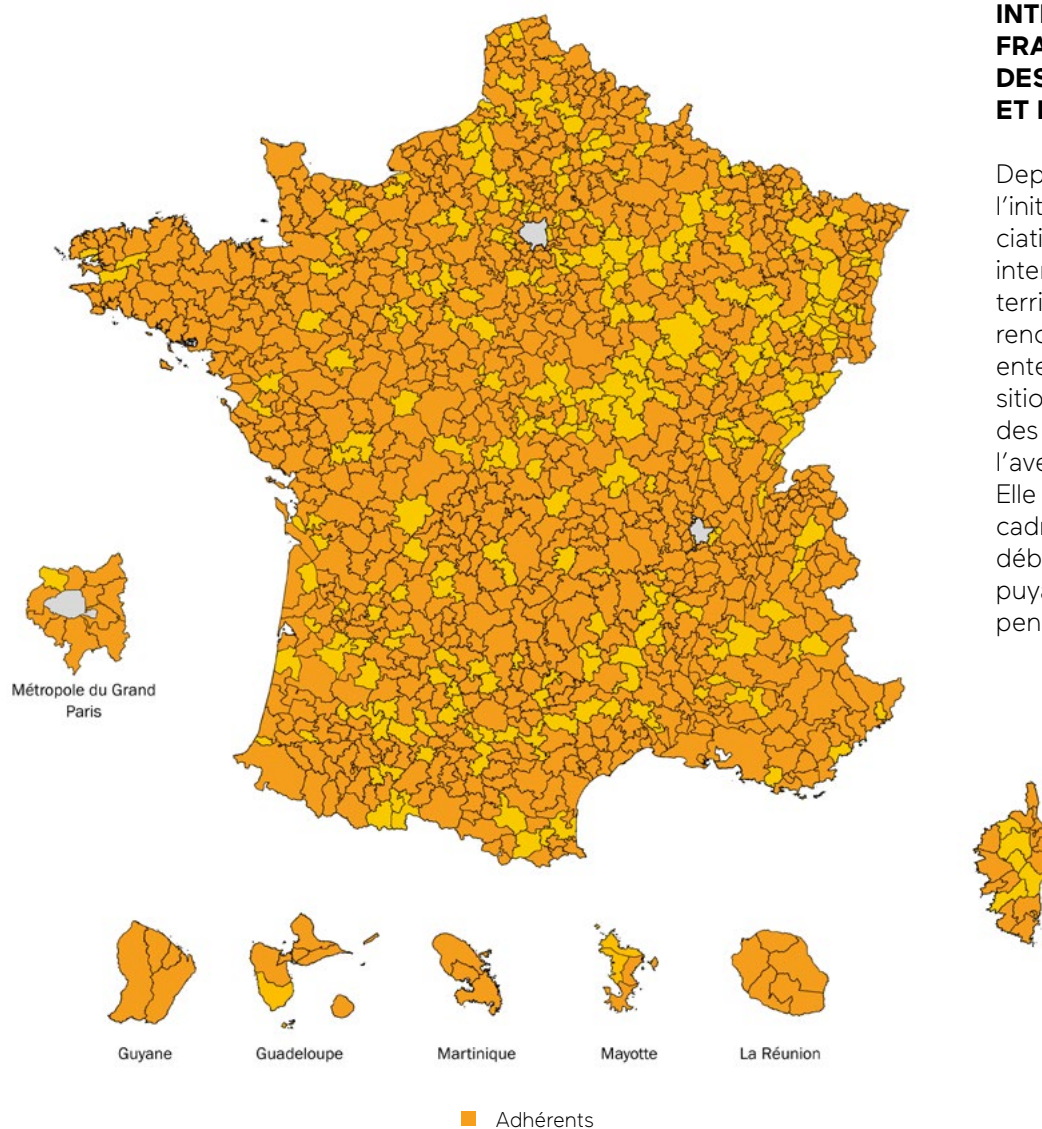 INT
FRA
DES
ET
Dep
l'init
ciati
inter
terri
renc
ente
sitio
des
l'ave
Elle
cadr
déb
puya
pen
Métropole du Grand
Paris
Guyane
Guadeloupe
Martinique
Mayotte
La Réunion
Adhérents